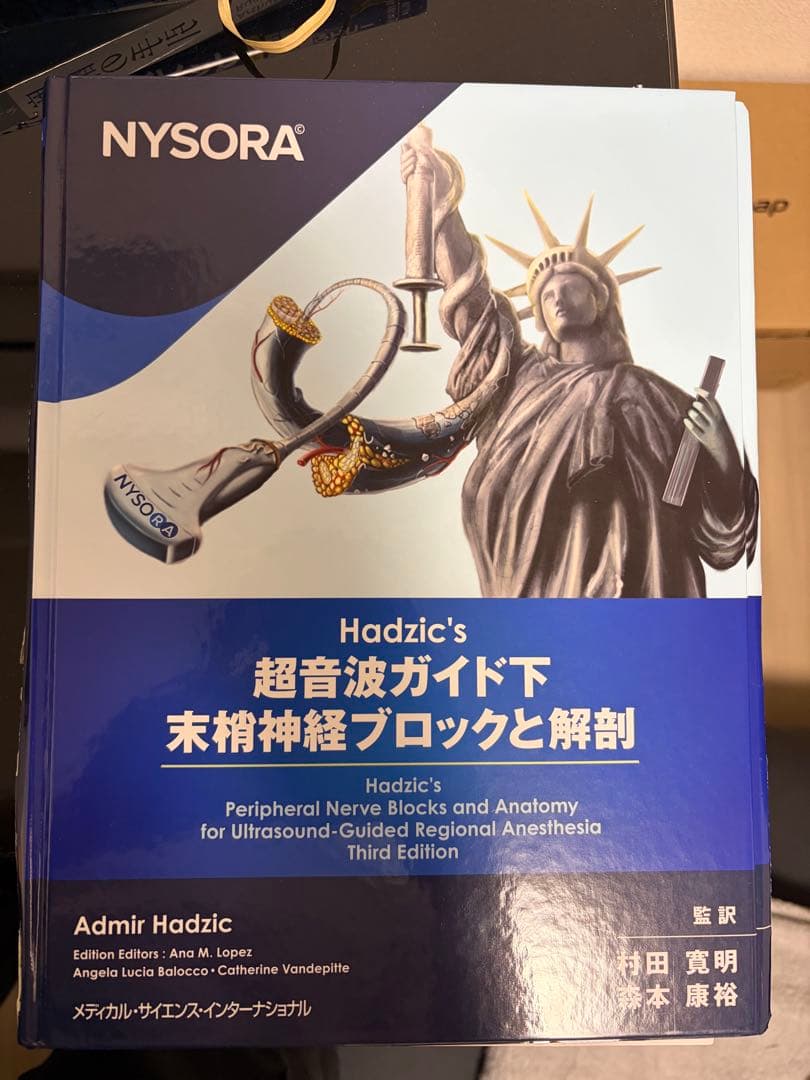 NYSORA©
NYSORA
Hadzic's
超音波ガイド下
末梢神経ブロックと解剖
Hadzic's
Peripheral Nerve Blocks and Anatomy
for Ultrasound-Guided Regional Anesthesia
Third Edition
Admir Hadzic
Edition Editors : Ana M. Lopez
Angela Lucia Balocco・Catherine Vandepitte
メディカル・サイエンス・インターナショナル
監訳
村田 寛明
森本 康裕